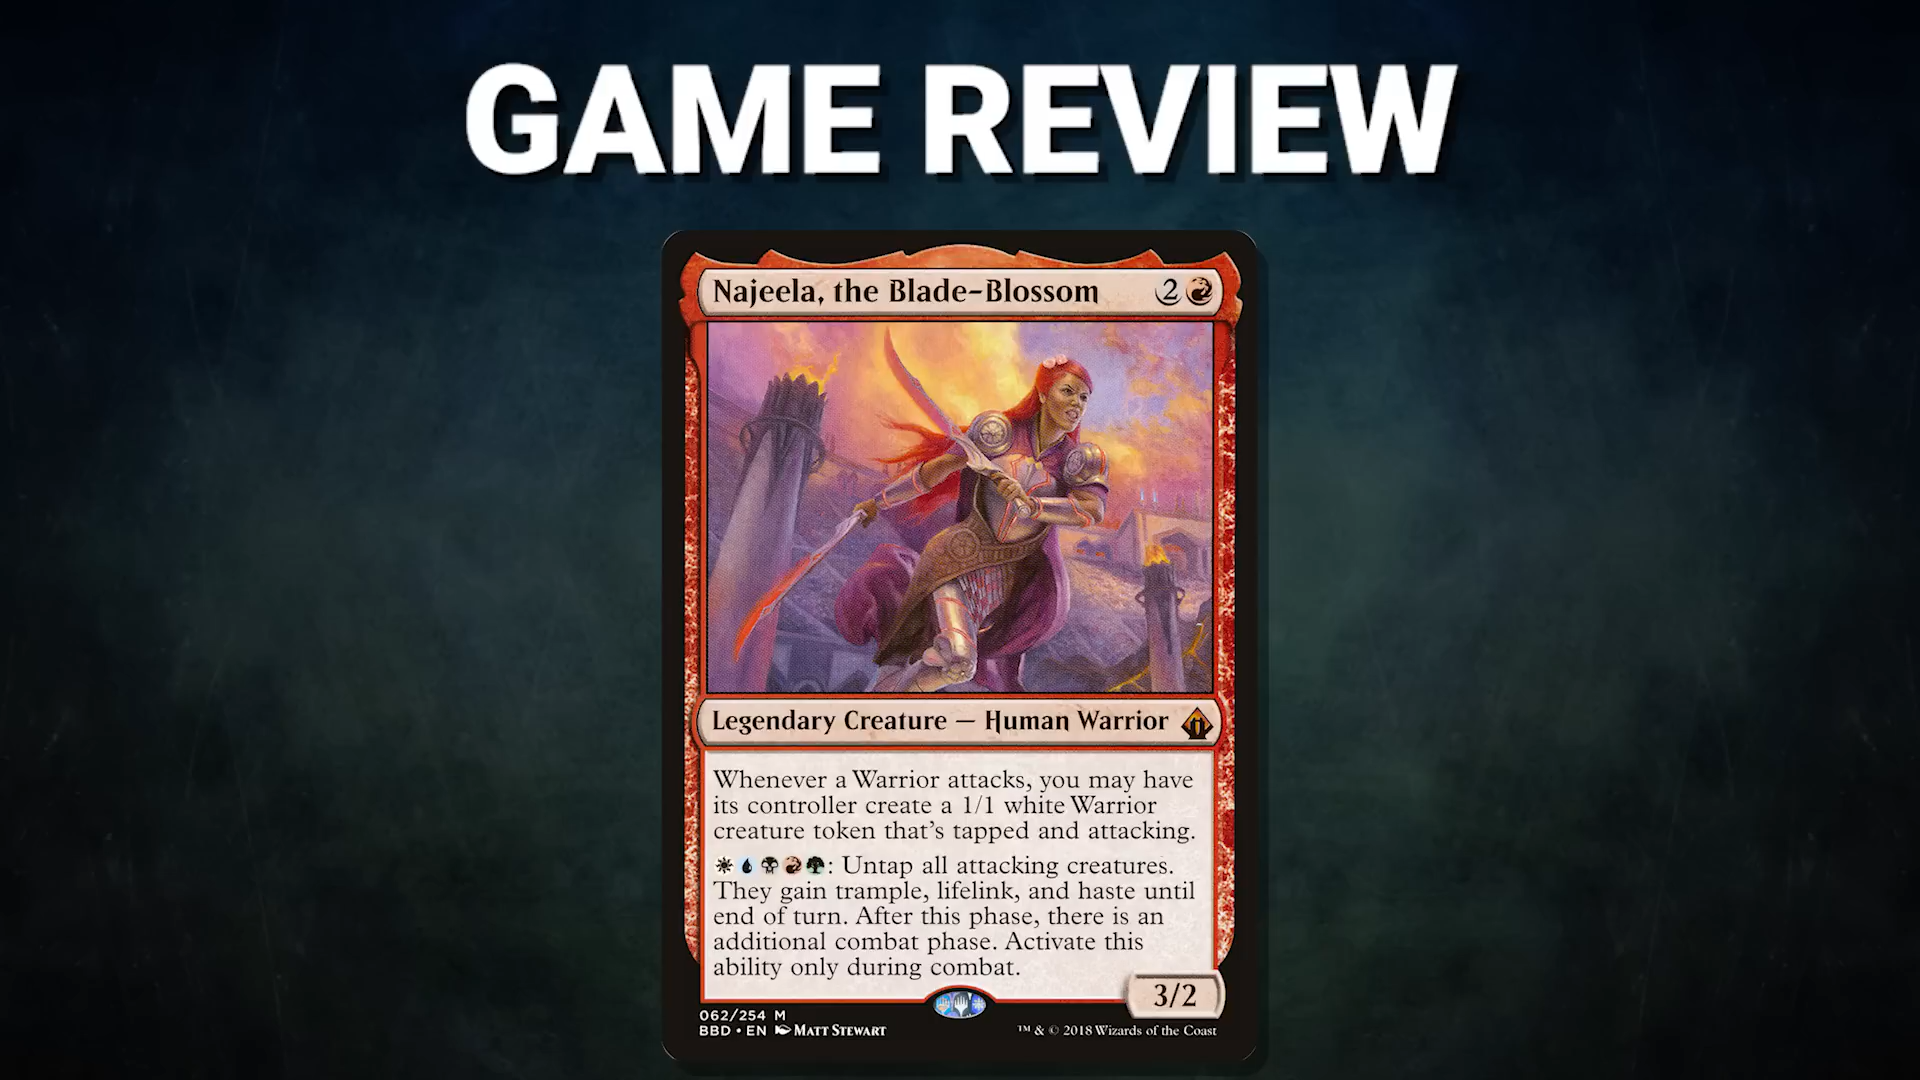 GAME REVIEW
Najeela, the Blade-Blossom 2
Legendary Creature — Human Warrior
Whenever a Warrior attacks, you may have
its controller create a 1/1 white Warrior
creature token that's tapped and attacking.
: Untap all attacking creatures.
They gain trample, lifelink, and haste until
end of turn. After this phase, there is an
additional combat phase. Activate this
ability only during combat.
3/2
062/254 M
BBD • EN MATT STEWART
™ & © 2018 Wizards of the Coast